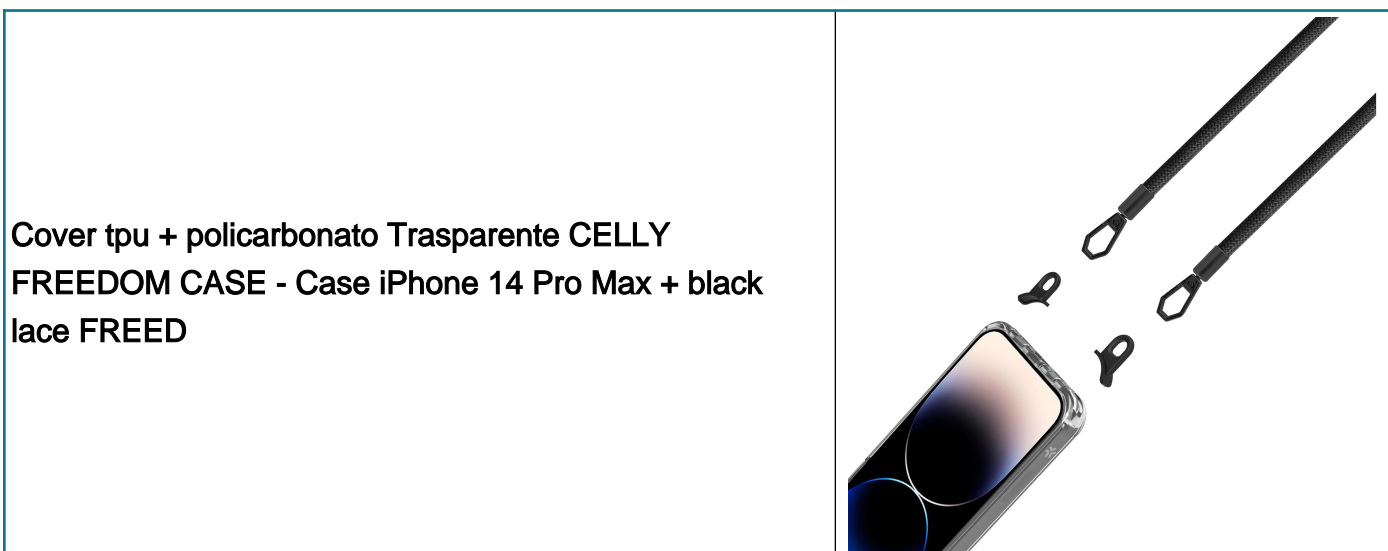 Cover tpu + policarbonato Trasparente CELLY
FREEDOM CASE - Case iPhone 14 Pro Max + black
lace FREED